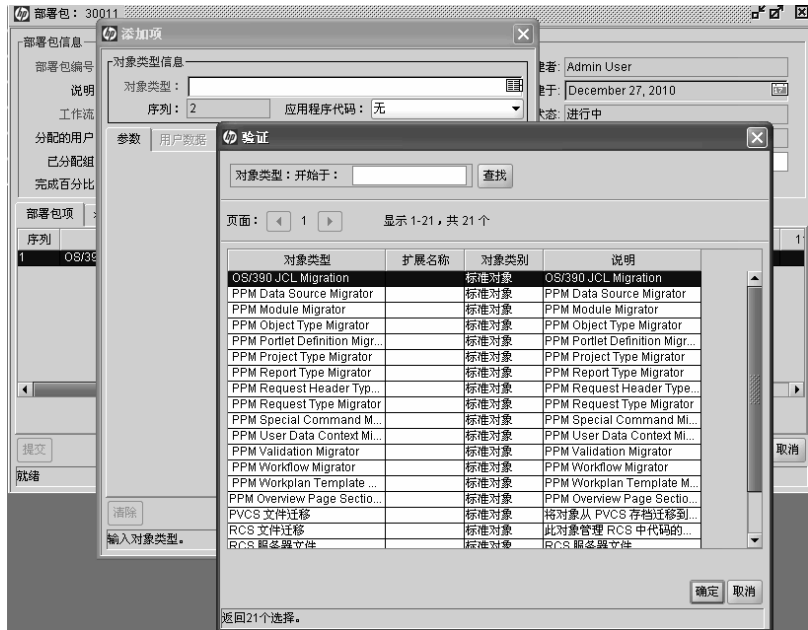 部署包：30011
部署包信息
部署包编号
说明
工作流
分配的用户
已分配组
完成百分比
建者: Admin User
建于: December 27, 2010
状态: 进行中
部署包项
序列
1 OS/39
提交
取消
就绪
添加项
对象类型信息
对象类型：
序列： 2 应用程序代码： 无
参数 用户数据
清除
输入对象类型。
验证
对象类型：开始于： 查找
页面： 1 显示 1-21，共 21 个
对象类型 扩展名称 对象类别 说明
OS/390 JCL Migration 标准对象 OS/390 JCL Migration
PPM Data Source Migrator 标准对象 PPM Data Source Migrator
PPM Module Migrator 标准对象 PPM Module Migrator
PPM Object Type Migrator 标准对象 PPM Object Type Migrator
PPM Portlet Definition Migr... 标准对象 PPM Portlet Definition Migr...
PPM Project Type Migrator 标准对象 PPM Project Type Migrator
PPM Report Type Migrator 标准对象 PPM Report Type Migrator
PPM Request Header Typ... 标准对象 PPM Request Header Type...
PPM Request Type Migrator 标准对象 PPM Request Type Migrator
PPM Special Command M... 标准对象 PPM Special Command Mi...
PPM User Data Context Mi... 标准对象 PPM User Data Context Mi...
PPM Validation Migrator 标准对象 PPM Validation Migrator
PPM Workflow Migrator 标准对象 PPM Workflow Migrator
PPM Workplan Template ... 标准对象 PPM Workplan Template M...
PPM Overview Page Sectio... 标准对象 PPM Overview Page Sectio...
PVCS 文件迁移 标准对象 将对象从 PVCS 存档迁移到...
RCS 文件迁移 标准对象 此对象管理 RCS 中代码的...
RCS 服务器文件 标准对象 RCS 服务器文件
确定 取消
返回21个选择。